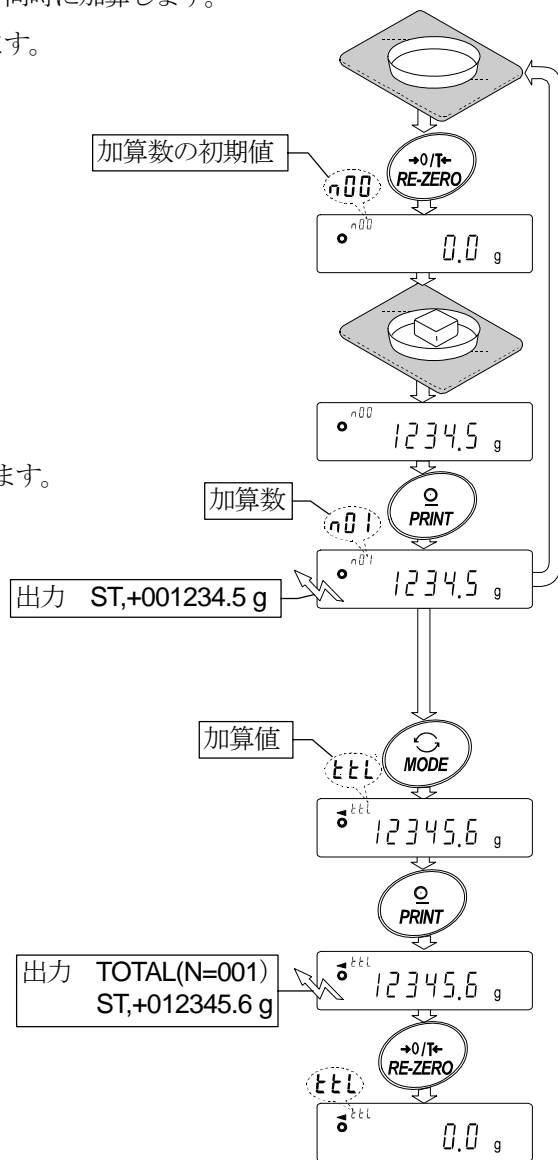 同時に加算します。
ます。
加算数の初期値
→0/T←
RE-ZERO
n00
n00
0.0 g
n00
1234.5 g
ます。
加算数
PRINT
n01
n01
1234.5 g
出力 ST,+001234.5 g
加算値
MODE
ttL
ttL
12345.6 g
PRINT
出力 TOTAL(N=001)
ST,+012345.6 g
ttL
12345.6 g
→0/T←
RE-ZERO
ttL
ttL
0.0 g